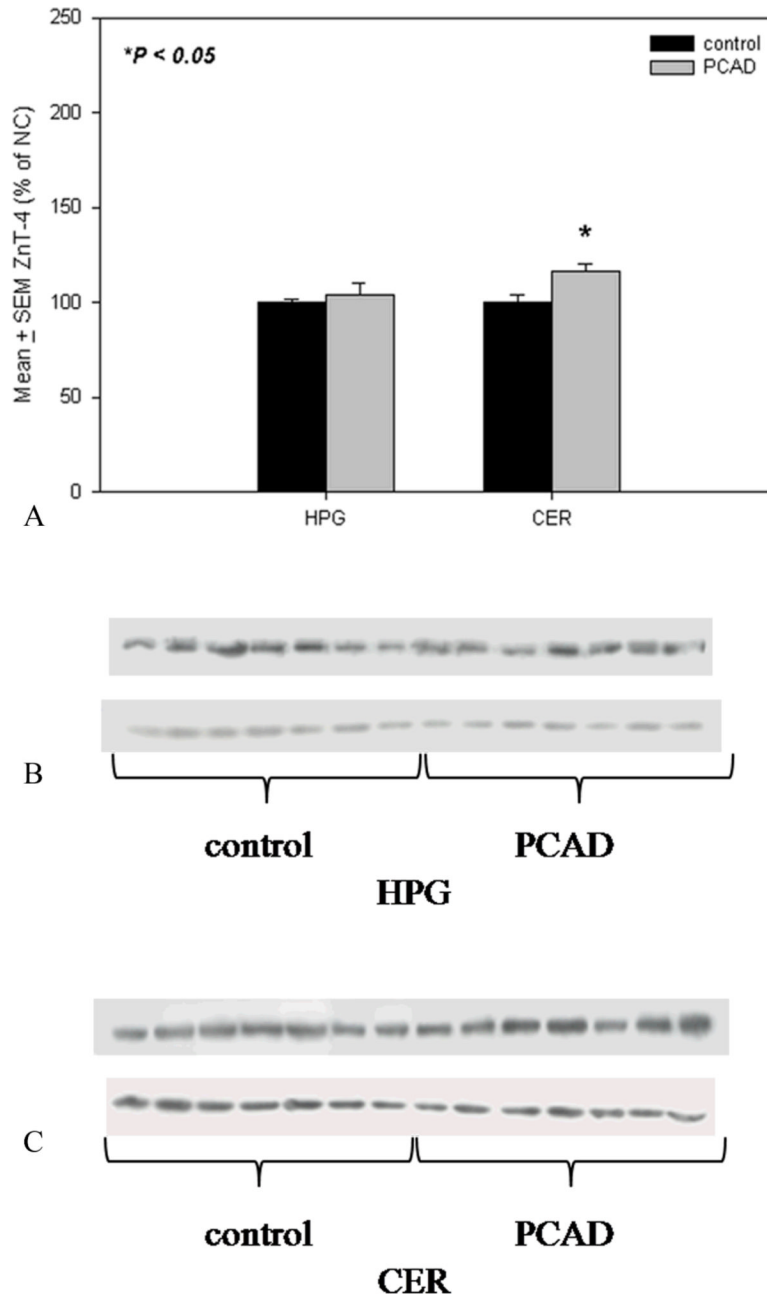 250
200
150
100
50
0
Mean ± SEM ZnT-4 (% of NC)
*P < 0.05
control
PCAD
*
HPG CER
A
B
control PCAD
HPG
C
control PCAD
CER